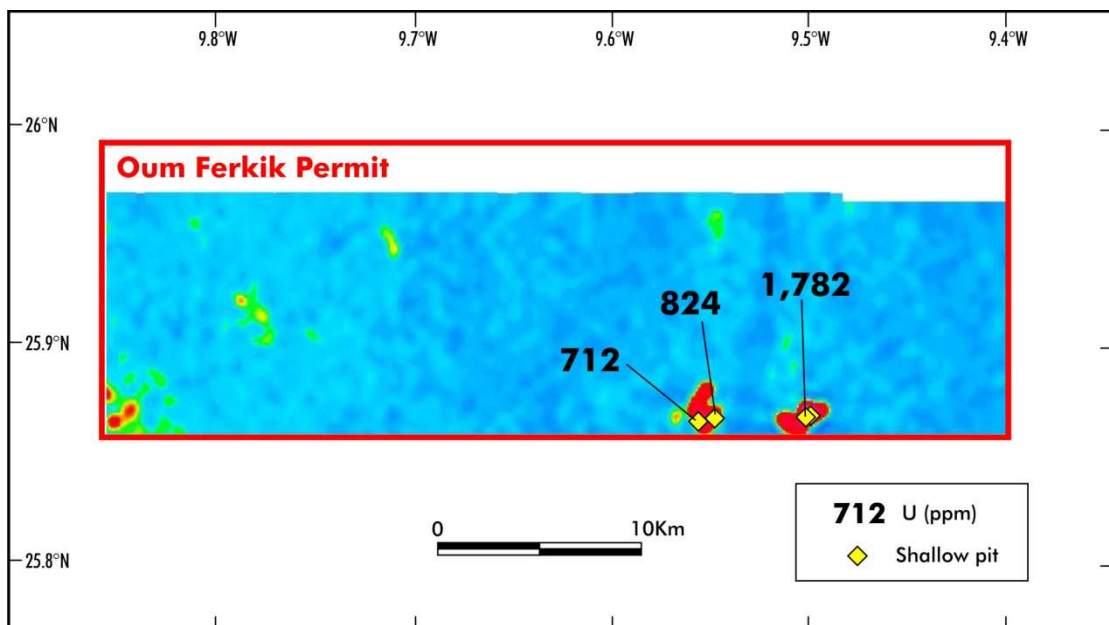 9.8°W
9.7°W
9.6°W
9.5°W
9.4°W
26°N
Oum Ferkik Permit
1,782
824
25.9°N
712
0
10Km
712 U (ppm)
Shallow pit
25.8°N